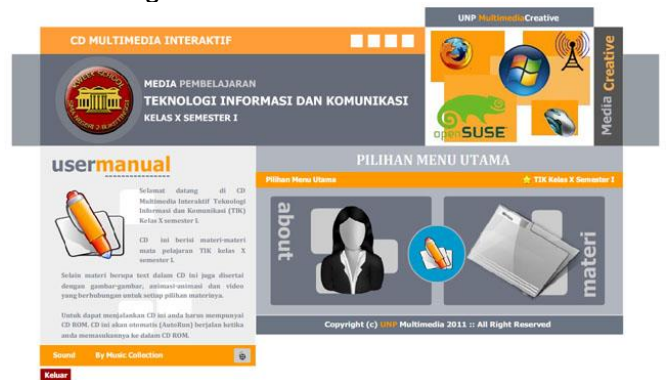 UNP MultimediaCreative
CD MULTIMEDIA INTERAKTIF
MEDIA PEMBELAJARAN
TEKNOLOGI INFORMASI DAN KOMUNIKASI
KELAS X SEMESTER I
openSUSE
Media Creative
usermanual
Selamat datang di CD
Multimedia Interaktif Teknologi
Informasi dan Komunikasi (TIK)
Kelas X semester I.
CD ini berisi materi-materi
mata pelajaran TIK kelas X
semester I.
Selain materi berupa text dalam CD ini juga disertai
dengan gambar-gambar, animasi-animasi dan video
yang berhubungan untuk setiap pilihan materinya.
Untuk dapat menjalankan CD ini anda harus mempunyai
CD ROM. CD ini akan otomatis (AutoRun) berjalan ketika
anda memasukannya ke dalam CD ROM.
Sound By Music Collection
Keluar
PILIHAN MENU UTAMA
Pilihan Menu Utama
TIK Kelas X Semester I
about
materi
Copyright (c) UNP Multimedia 2011 :: All Right Reserved